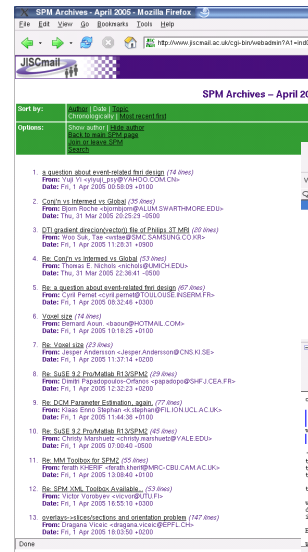 SPM Archives - April 2005 - Mozilla Firefox
File Edit View Go Bookmarks Tools Help
http://www.jiscmail.ac.uk/cgi-bin/webadmin?A1=ind0
JISCmail
SPM Archives – April 20
Sort by: Author | Date | Topic
Chronologically | Most recent first
Options: Show author | Hide author
Back to main SPM page
Join or leave SPM
Search
1. a question about event-related fmri design (14 lines)
From: Yuji Yi <yiyuji_psy@YAHOO.COM.CN>
Date: Fri, 1 Apr 2005 00:58:09 +0100
2. Conj'n vs Intermed vs Global (35 lines)
From: Bjorn Roche <bjornbjorn@ALUM.SWARTHMORE.EDU>
Date: Thu, 31 Mar 2005 20:25:29 -0500
3. DTI gradient direcion(vector)) file of Philips 3T MRI (20 lines)
From: Woo Suk, Tae <wstae@SMC.SAMSUNG.CO.KR>
Date: Fri, 1 Apr 2005 11:28:31 +0900
4. Re: Conj'n vs Intermed vs Global (53 lines)
From: Thomas E. Nichols <nichols@UMICH.EDU>
Date: Thu, 31 Mar 2005 22:36:41 -0500
5. Re: a question about event-related fmri design (67 lines)
From: Cyril Pernet <cyril.pernet@TOULOUSE.INSERM.FR>
Date: Fri, 1 Apr 2005 08:32:46 +0300
6. Voxel size (14 lines)
From: Bernard Aoun. <baoun@HOTMAIL.COM>
Date: Fri, 1 Apr 2005 10:18:25 +0100
7. Re: Voxel size (23 lines)
From: Jesper Andersson <Jesper.Andersson@CNS.KI.SE>
Date: Fri, 1 Apr 2005 11:37:14 +0200
8. Re: SuSE 9.2 Pro/Matlab R13/SPM2 (29 lines)
From: Dimitri Papadopoulos-Orfanos <papadopo@SHFJ.CEA.FR>
Date: Fri, 1 Apr 2005 12:32:23 +0200
9. Re: DCM Parameter Estimation, again. (77 lines)
From: Klaas Enno Stephan <k.stephan@FIL.ION.UCL.AC.UK>
Date: Fri, 1 Apr 2005 11:44:38 +0100
10. Re: SuSE 9.2 Pro/Matlab R13/SPM2 (45 lines)
From: Christy Marshuetz <christy.marshuetz@YALE.EDU>
Date: Fri, 1 Apr 2005 07:00:40 -0500
11. Re: MM Toolbox for SPM2 (55 lines)
From: ferath KHERIF <ferath.kherif@MRC-CBU.CAM.AC.UK>
Date: Fri, 1 Apr 2005 13:08:40 +0100
12. Re: SPM XML Toolbox Available... (53 lines)
From: Victor Vorobyev <vicvor@UTU.FI>
Date: Fri, 1 Apr 2005 16:55:10 +0300
13. overlays->slices/sections and orientation problem (147 lines)
From: Dragana Viceic <dragana.viceic@EPFL.CH>
Date: Fri, 1 Apr 2005 18:03:50 +0200
Done